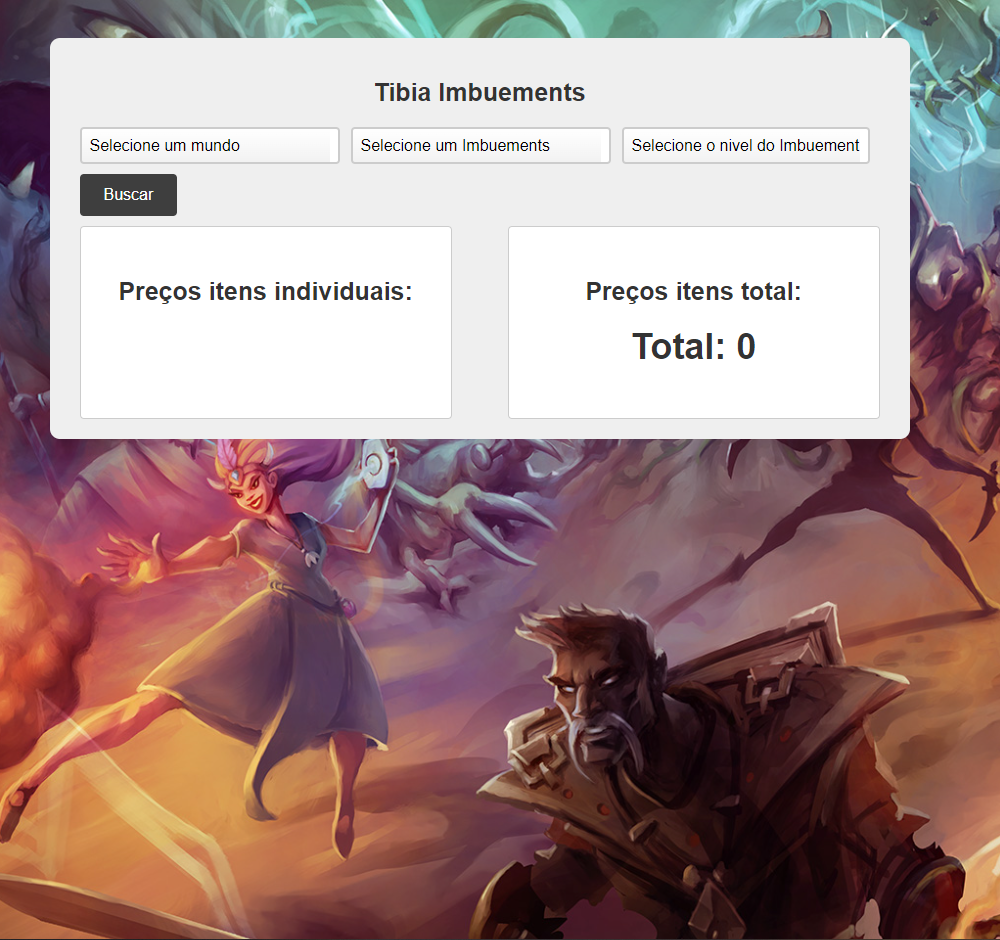 Tibia Imbuements
Selecione um mundo
Selecione um Imbuements
Selecione o nivel do Imbuement
Buscar
Preços itens individuais:
Preços itens total:
Total: 0